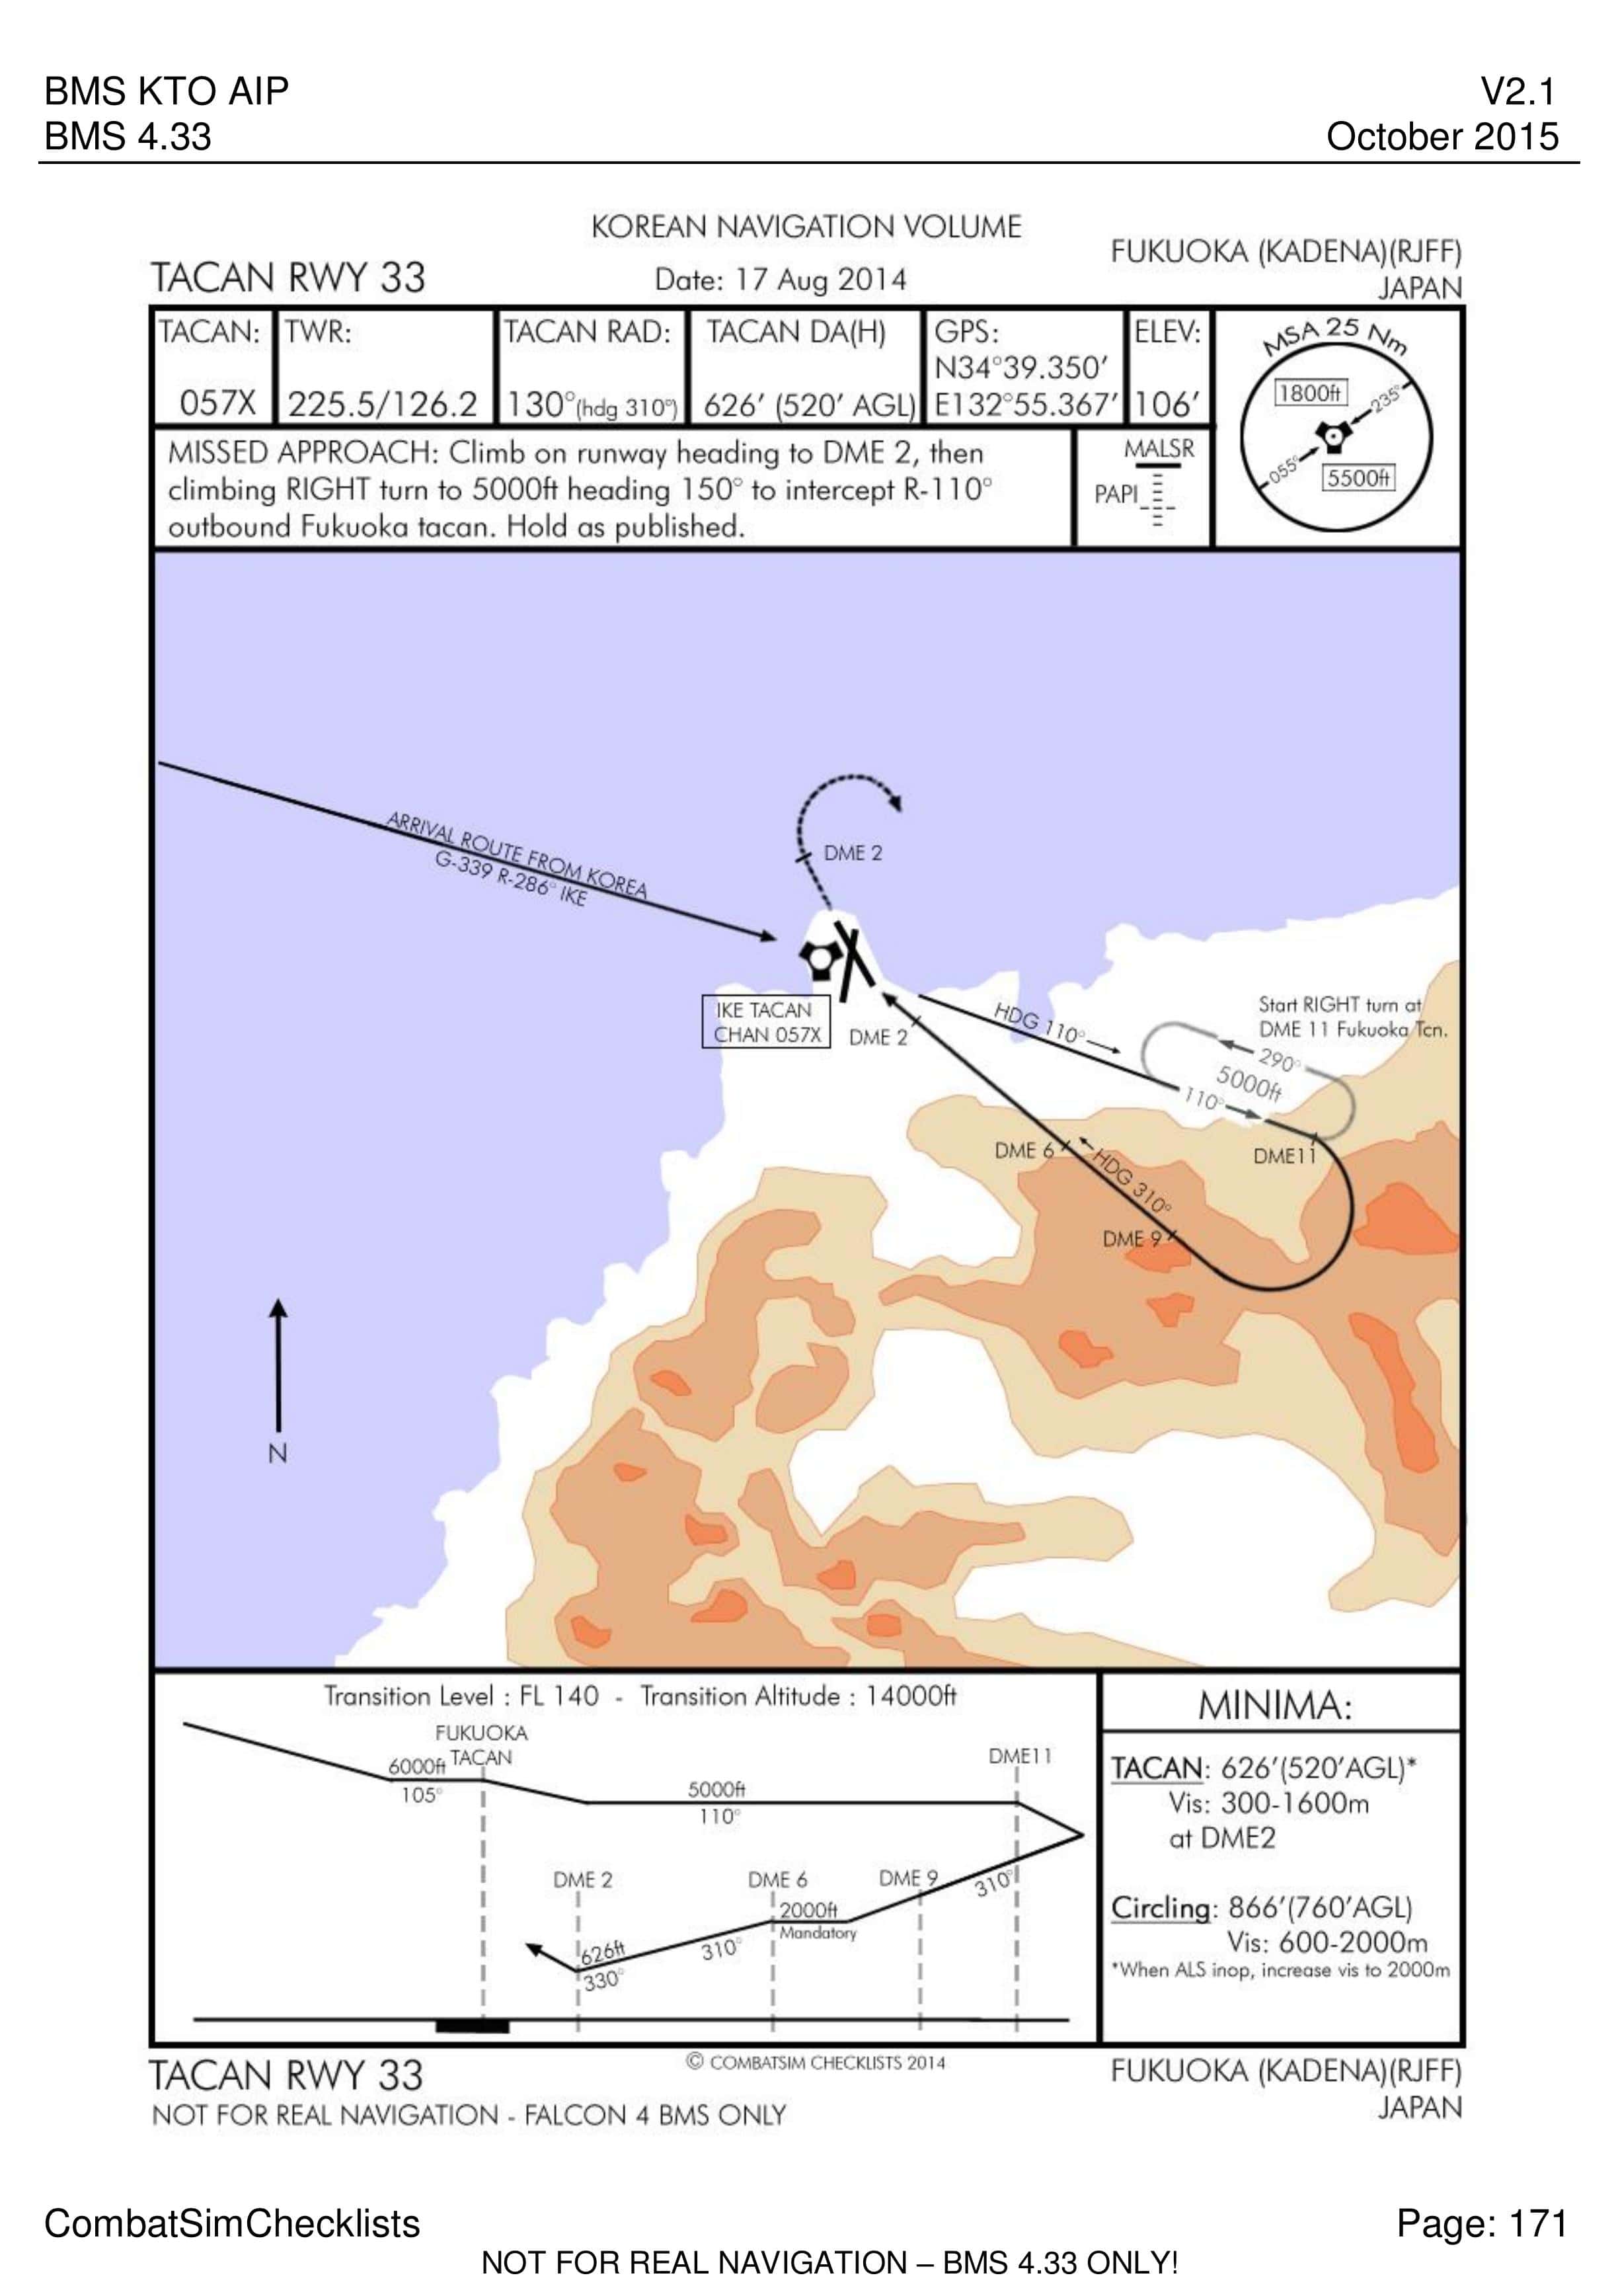 BMS KTO AIP
V2.1
BMS 4.33
October 2015
KOREAN NAVIGATION VOLUME
FUKUOKA (KADENA)(RJFF)
TACAN RWY 33
Date: 17 Aug 2014
JAPAN
TACAN:
057X
TWR:
225.5/126.2
TACAN RAD:
130°(hdg 310°)
TACAN DA(H)
626' (520' AGL)
GPS:
N34°39.350'
E132°55.367'
ELEV:
106'
MSA 25 Nm
1800ft
235°
055°
5500ft
MISSED APPROACH: Climb on runway heading to DME 2, then
climbing RIGHT turn to 5000ft heading 150° to intercept R-110°
outbound Fukuoka tacan. Hold as published.
MALSR
PAPI
ARRIVAL ROUTE FROM KOREA
G-339 R-286° IKE
DME 2
IKE TACAN
CHAN 057X
DME 2
HDG 110°
Start RIGHT turn at
DME 11 Fukuoka Tcn.
290°
5000ft
110°
DME11
DME 6
HDG 310°
DME 9
N
Transition Level : FL 140 - Transition Altitude : 14000ft
FUKUOKA
TACAN
6000ft
105°
5000ft
110°
DME11
DME 2
DME 6
DME 9
310°
2000ft
Mandatory
310°
626ft
330°
MINIMA:
TACAN: 626'(520'AGL)*
Vis: 300-1600m
at DME2
Circling: 866'(760'AGL)
Vis: 600-2000m
*When ALS inop, increase vis to 2000m
TACAN RWY 33
© COMBATSIM CHECKLISTS 2014
FUKUOKA (KADENA)(RJFF)
JAPAN
NOT FOR REAL NAVIGATION - FALCON 4 BMS ONLY
CombatSimChecklists
Page: 171
NOT FOR REAL NAVIGATION – BMS 4.33 ONLY!